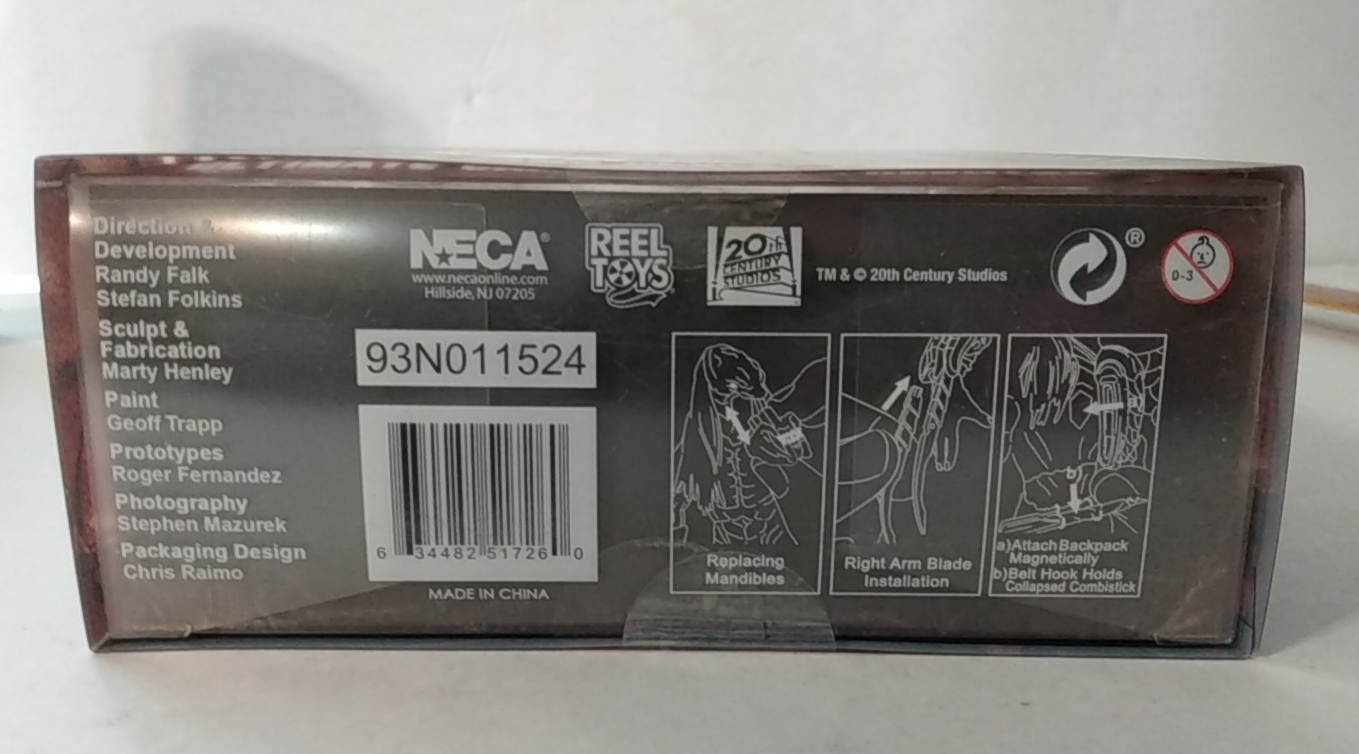 ULTIMATE
Direction &
Development
Randy Falk
Stefan Folkins
Sculpt &
Fabrication
Marty Henley
Paint
Geoff Trapp
Prototypes
Roger Fernandez
Photography
Stephen Mazurek
Packaging Design
Chris Raimo
NECA®
www.necaonline.com
Hillside, NJ 07205
REEL
TOYS
20TH
CENTURY
STUDIOS
TM & © 20th Century Studios
®
0-3
93N011524
6 34482 51726 0
MADE IN CHINA
Replacing
Mandibles
Right Arm Blade
Installation
a)
b)
a)Attach Backpack
Magnetically
b)Belt Hook Holds
Collapsed Combistick